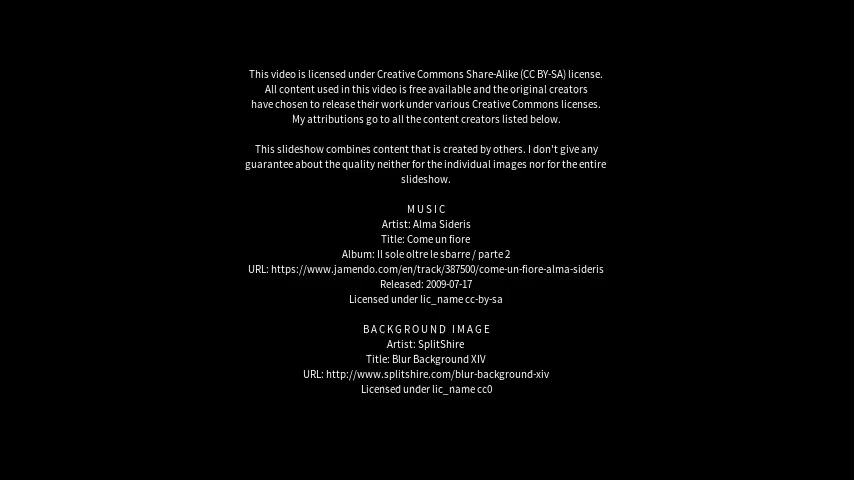 This video is licensed under Creative Commons Share-Alike (CC BY-SA) license.
All content used in this video is free available and the original creators
have chosen to release their work under various Creative Commons licenses.
My attributions go to all the content creators listed below.
This slideshow combines content that is created by others. I don't give any
guarantee about the quality neither for the individual images nor for the entire
slideshow.
MUSIC
Artist: Alma Sideris
Title: Come un fiore
Album: Il sole oltre le sbarre / parte 2
URL: https://www.jamendo.com/en/track/387500/come-un-fiore-alma-sideris
Released: 2009-07-17
Licensed under lic_name cc-by-sa
BACKGROUND IMAGE
Artist: SplitShire
Title: Blur Background XIV
URL: http://www.splitshire.com/blur-background-xiv
Licensed under lic_name cc0